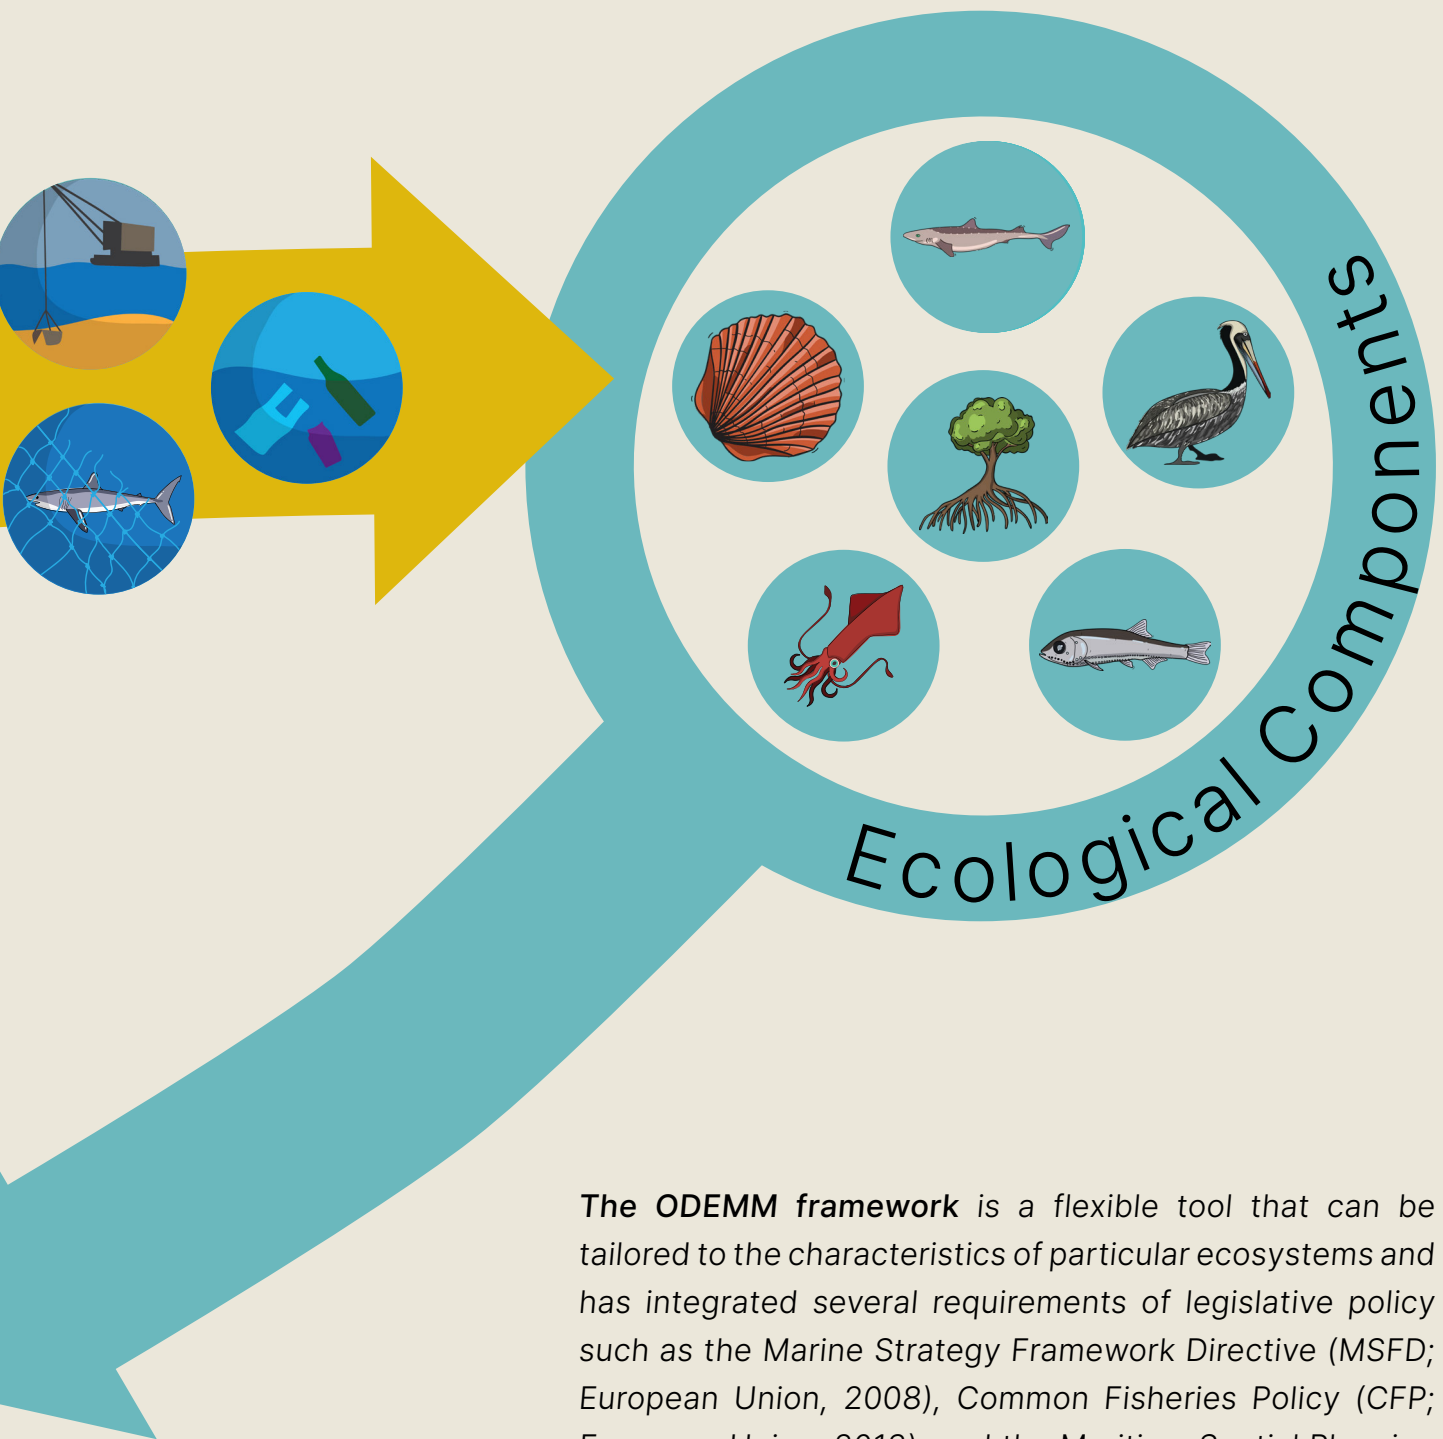 Ecological Components
The ODEMM framework is a flexible tool that can be
tailored to the characteristics of particular ecosystems and
has integrated several requirements of legislative policy
such as the Marine Strategy Framework Directive (MSFD;
European Union, 2008), Common Fisheries Policy (CFP;